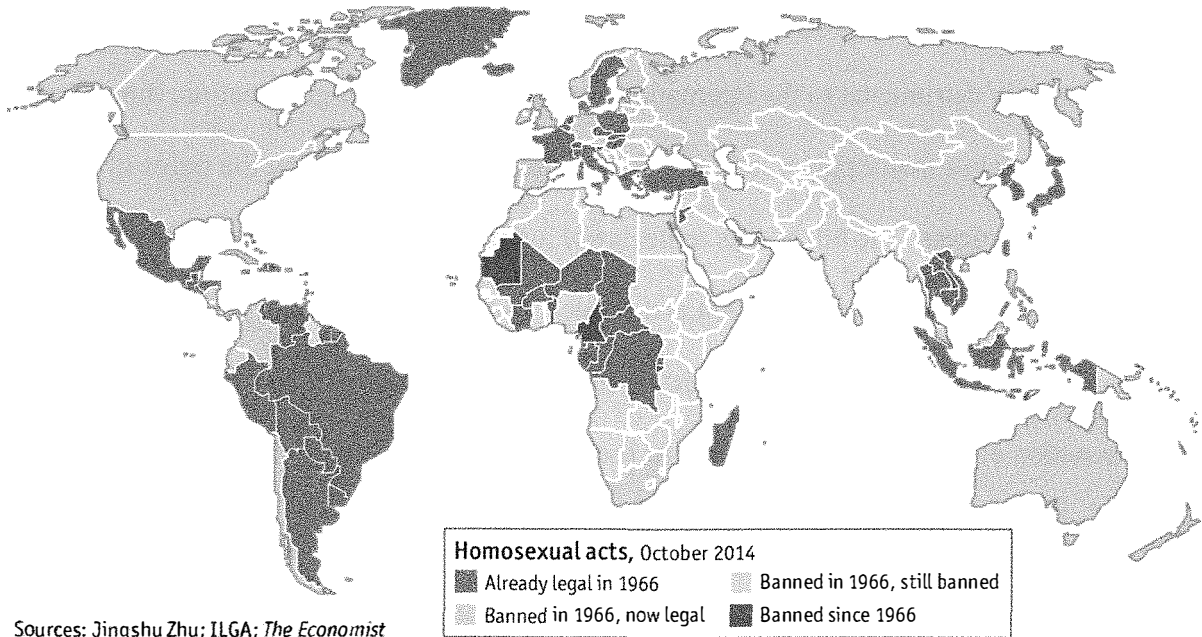 Homosexual acts, October 2014
Already legal in 1966
Banned in 1966, still banned
Banned in 1966, now legal
Banned since 1966
Sources: Jingshu Zhu; ILGA; The Economist